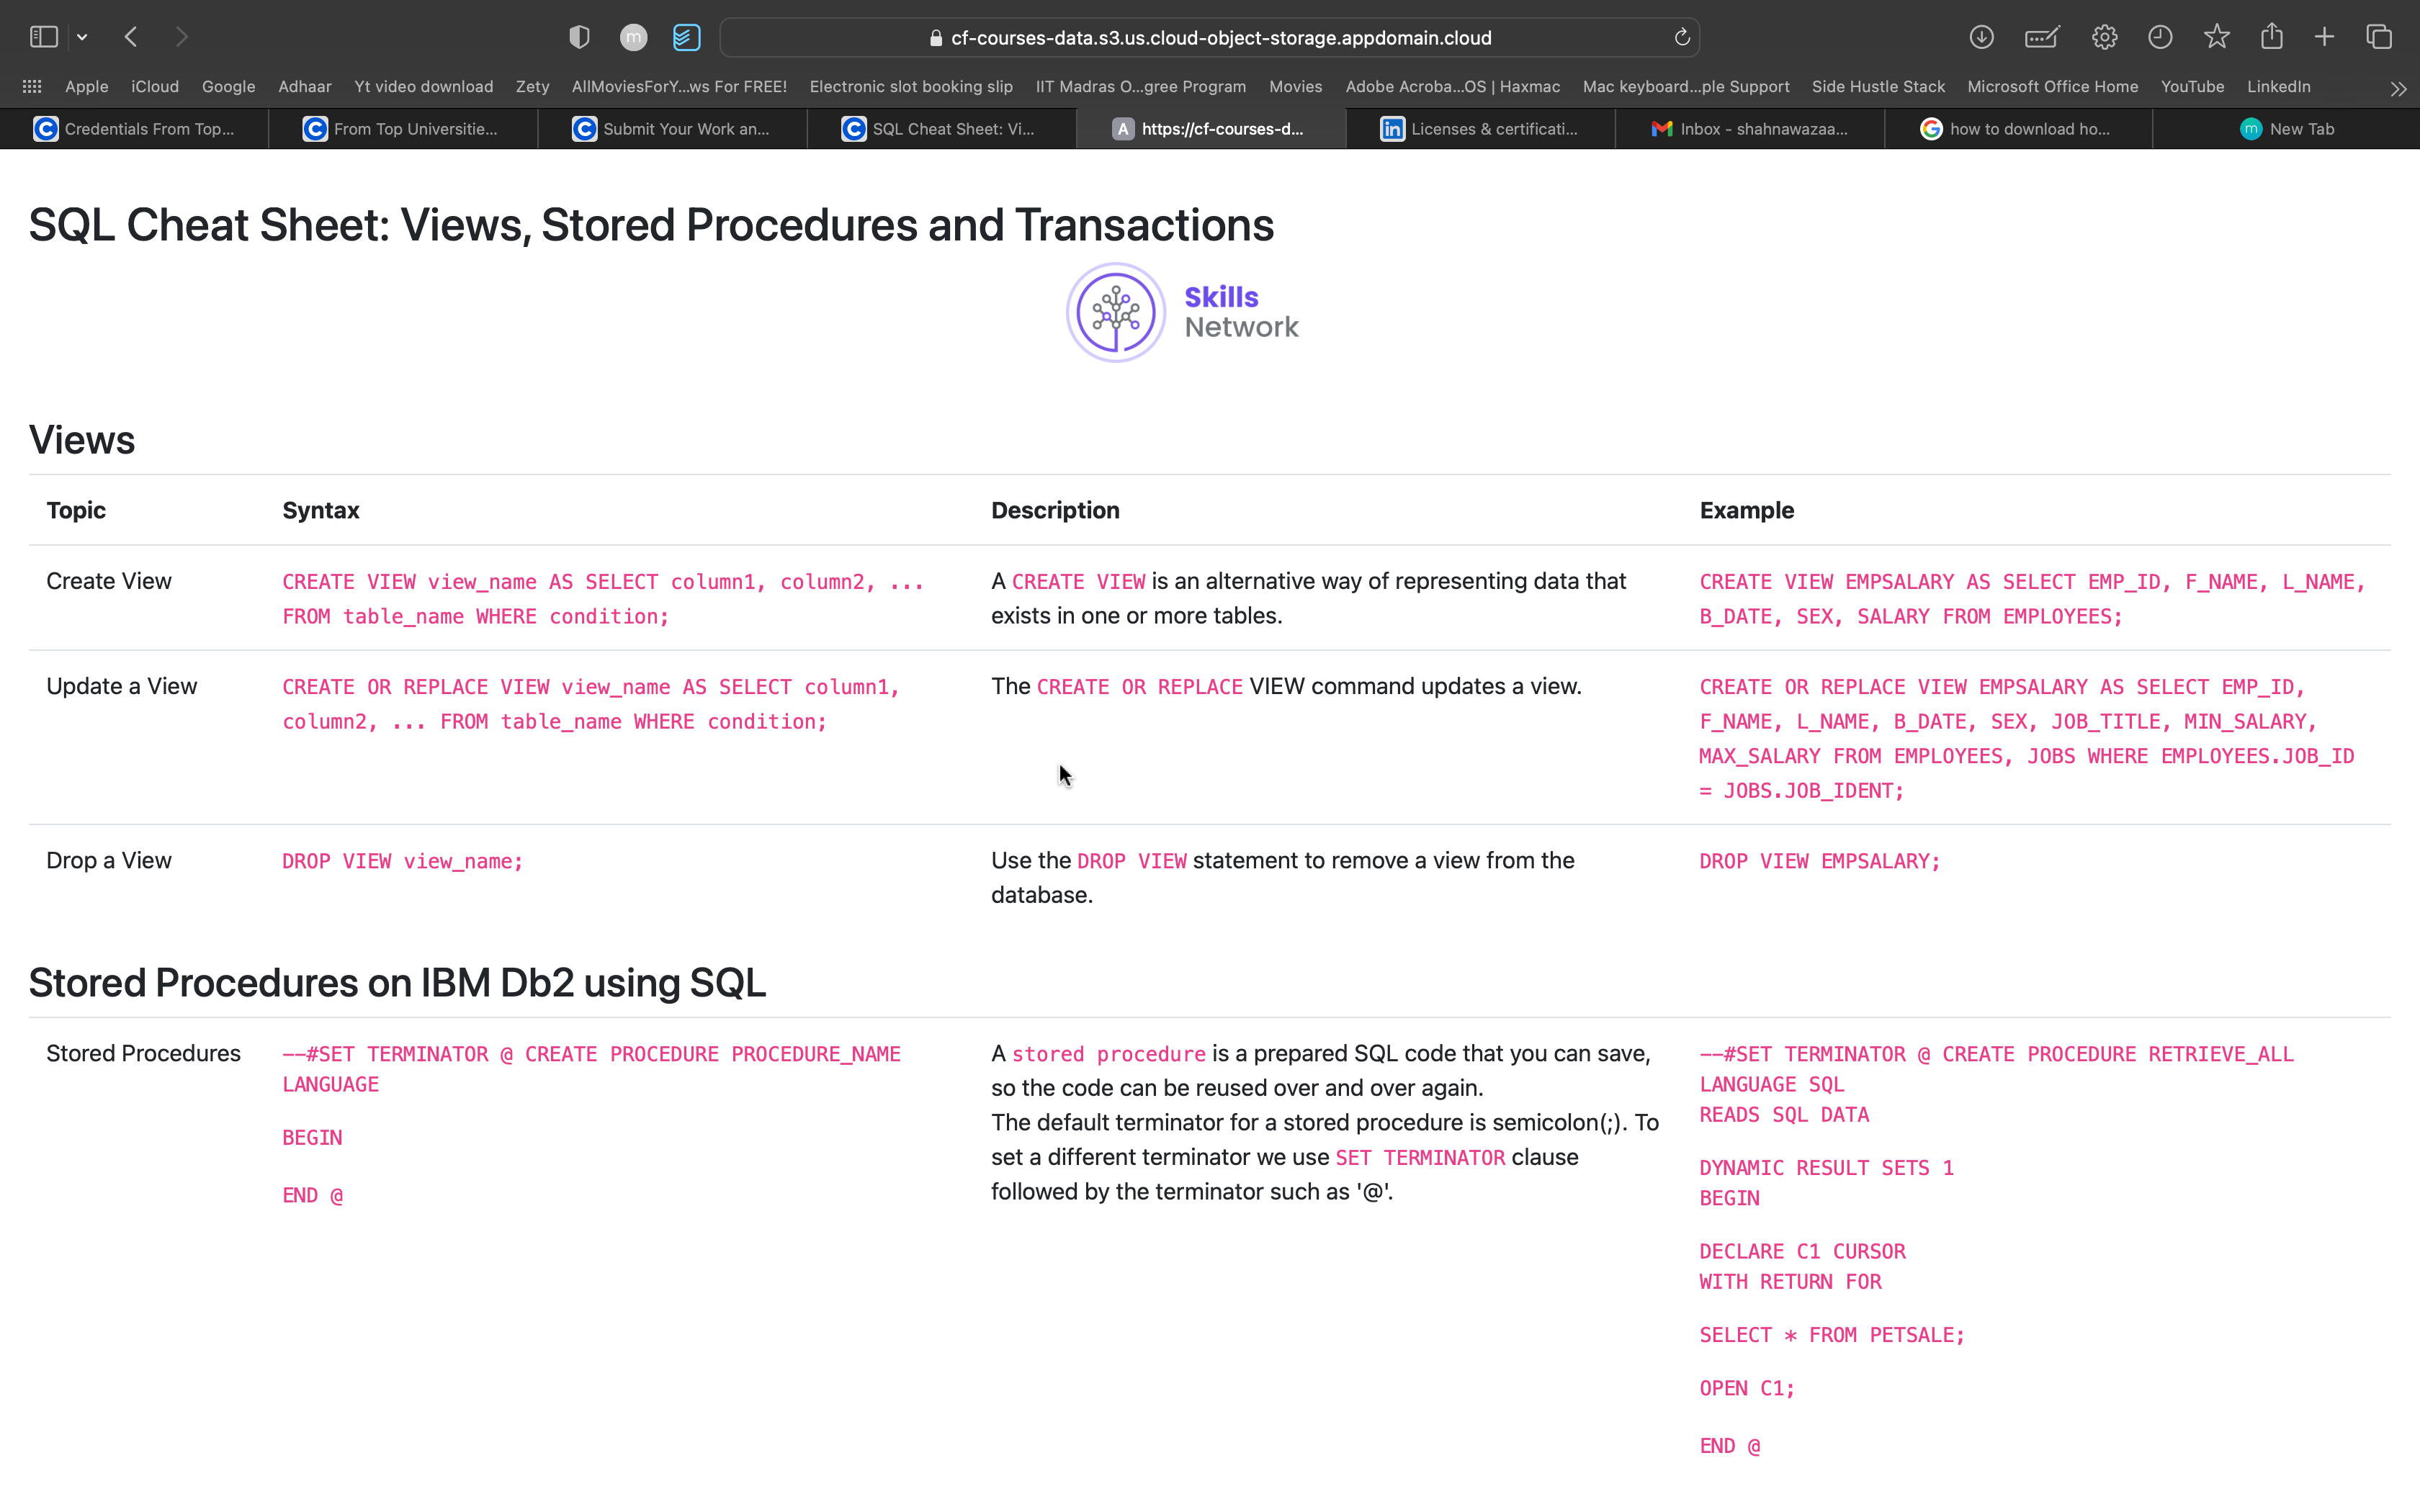 cf-courses-data.s3.us.cloud-object-storage.appdomain.cloud
Apple iCloud Google Adhaar Yt video download Zety AllMoviesForY...ws For FREE! Electronic slot booking slip IIT Madras O...gree Program Movies Adobe Acroba...OS | Haxmac Mac keyboard...ple Support Side Hustle Stack Microsoft Office Home YouTube LinkedIn
Credentials From Top... From Top Universitie... Submit Your Work an... SQL Cheat Sheet: Vi... A https://cf-courses-d... Licenses & certificati... Inbox - shahnawazaa... how to download ho... m New Tab
SQL Cheat Sheet: Views, Stored Procedures and Transactions
Skills
Network
Views
Topic Syntax Description Example
Create View
CREATE VIEW view_name AS SELECT column1, column2, ...
FROM table_name WHERE condition;
A CREATE VIEW is an alternative way of representing data that
exists in one or more tables.
CREATE VIEW EMPSALARY AS SELECT EMP_ID, F_NAME, L_NAME,
B_DATE, SEX, SALARY FROM EMPLOYEES;
Update a View
CREATE OR REPLACE VIEW view_name AS SELECT column1,
column2, ... FROM table_name WHERE condition;
The CREATE OR REPLACE VIEW command updates a view.
CREATE OR REPLACE VIEW EMPSALARY AS SELECT EMP_ID,
F_NAME, L_NAME, B_DATE, SEX, JOB_TITLE, MIN_SALARY,
MAX_SALARY FROM EMPLOYEES, JOBS WHERE EMPLOYEES.JOB_ID
= JOBS.JOB_IDENT;
Drop a View
DROP VIEW view_name;
Use the DROP VIEW statement to remove a view from the
database.
DROP VIEW EMPSALARY;
Stored Procedures on IBM Db2 using SQL
Stored Procedures
--#SET TERMINATOR @ CREATE PROCEDURE PROCEDURE_NAME
LANGUAGE
BEGIN
END @
A stored procedure is a prepared SQL code that you can save,
so the code can be reused over and over again.
The default terminator for a stored procedure is semicolon(;). To
set a different terminator we use SET TERMINATOR clause
followed by the terminator such as '@'.
--#SET TERMINATOR @ CREATE PROCEDURE RETRIEVE_ALL
LANGUAGE SQL
READS SQL DATA
DYNAMIC RESULT SETS 1
BEGIN
DECLARE C1 CURSOR
WITH RETURN FOR
SELECT * FROM PETSALE;
OPEN C1;
END @